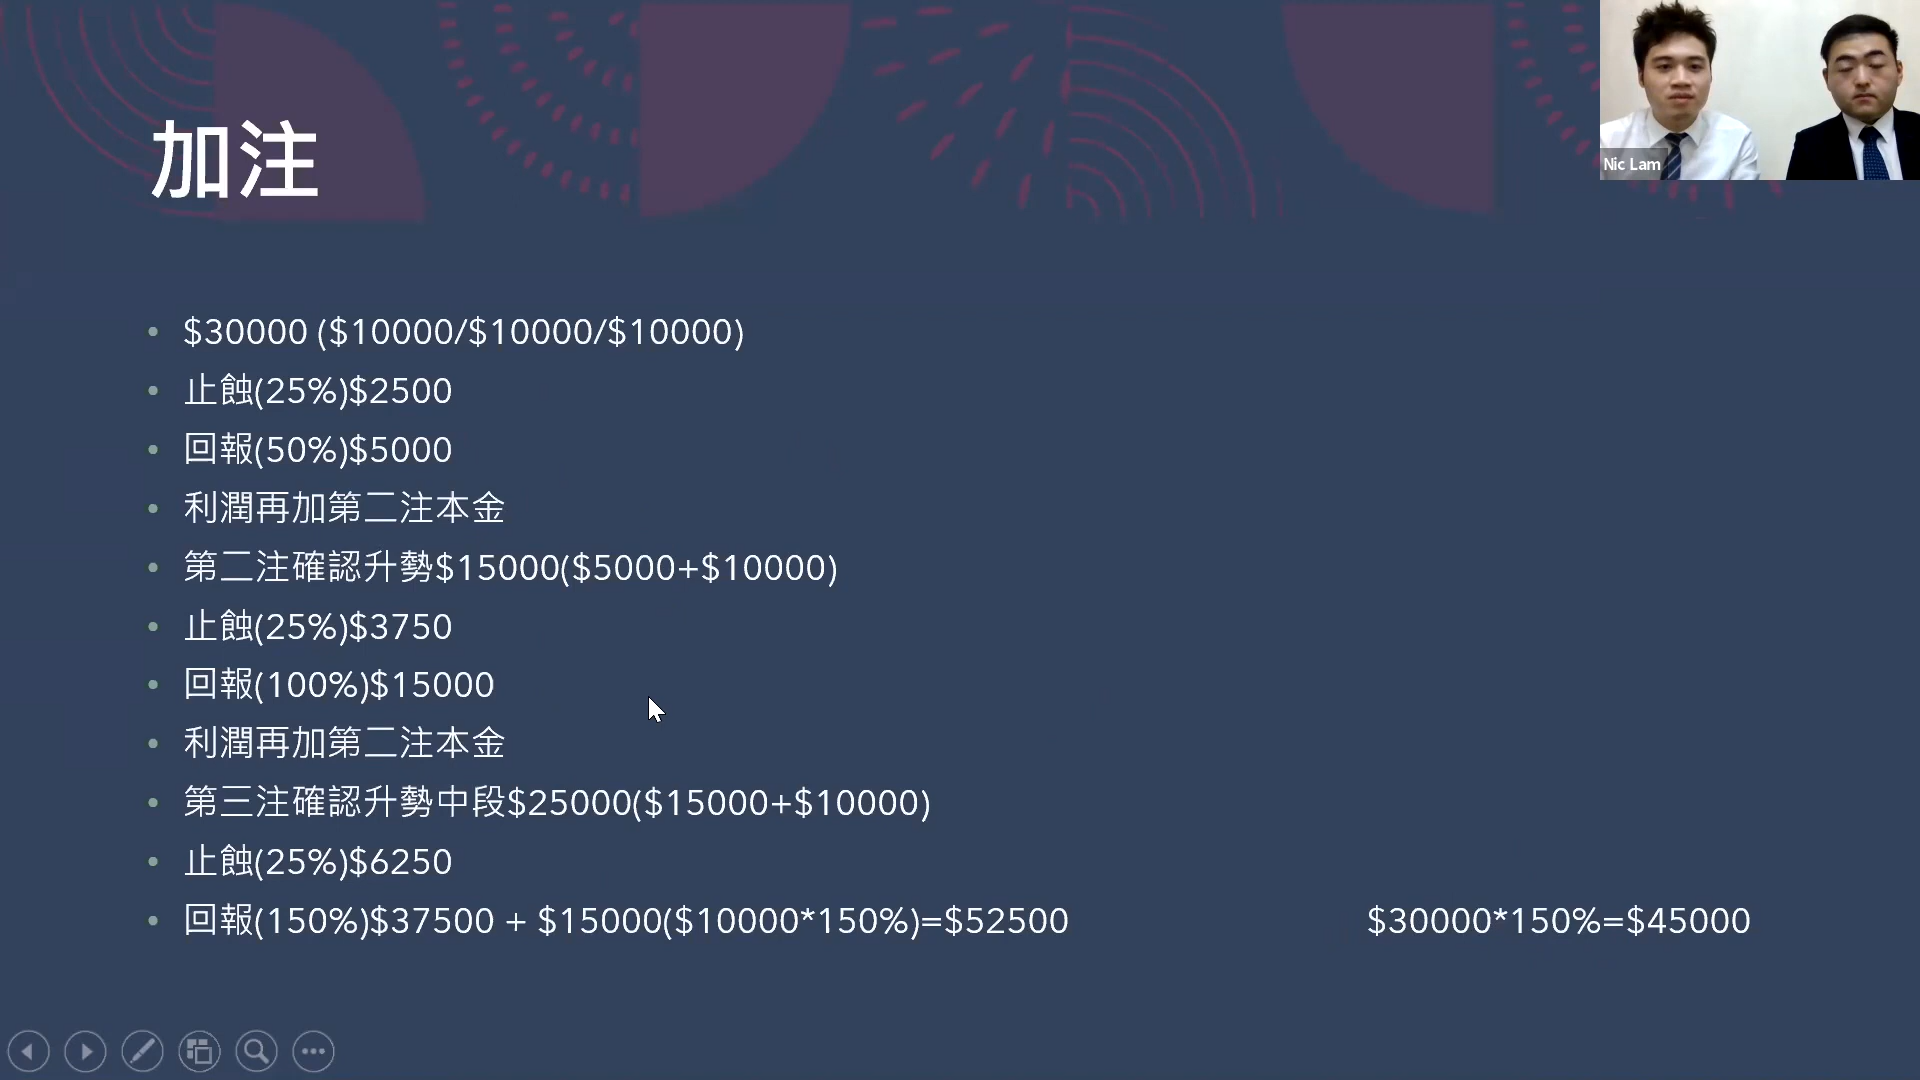 加注
Nic Lam
$30000 ($10000/$10000/$10000)
止蝕(25%)$2500
回報(50%)$5000
利潤再加第二注本金
第二注確認升勢$15000($5000+$10000)
止蝕(25%)$3750
回報(100%)$15000
利潤再加第二注本金
第三注確認升勢中段$25000($15000+$10000)
止蝕(25%)$6250
回報(150%)$37500 + $15000($10000*150%)=$52500 $30000*150%=$45000